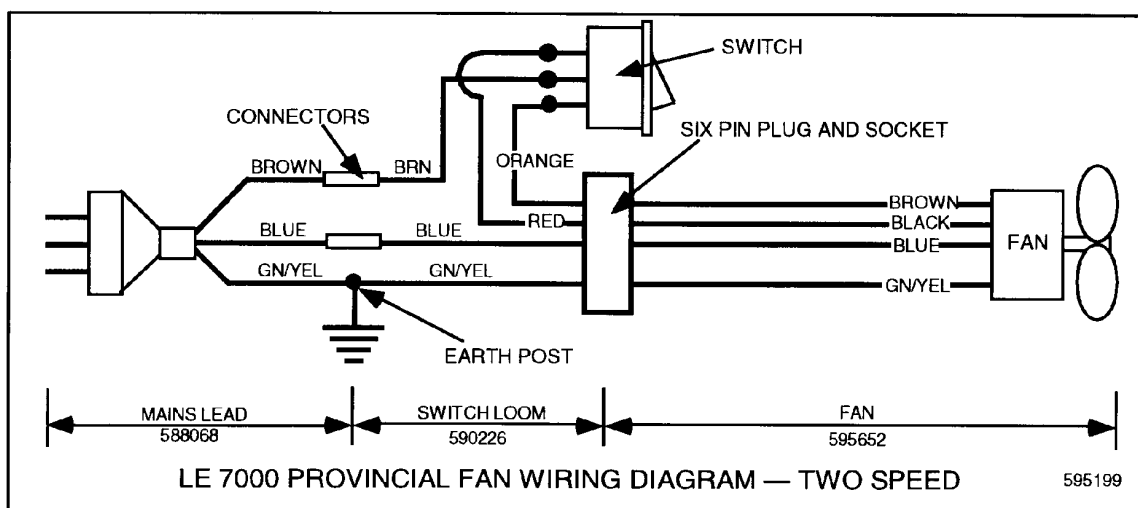 SWITCH
CONNECTORS
SIX PIN PLUG AND SOCKET
BROWN
BRN
ORANGE
BROWN
RED
BLACK
BLUE
BLUE
BLUE
FAN
GN/YEL
GN/YEL
GN/YEL
EARTH POST
MAINS LEAD
588068
SWITCH LOOM
590226
FAN
595652
LE 7000 PROVINCIAL FAN WIRING DIAGRAM — TWO SPEED
595199